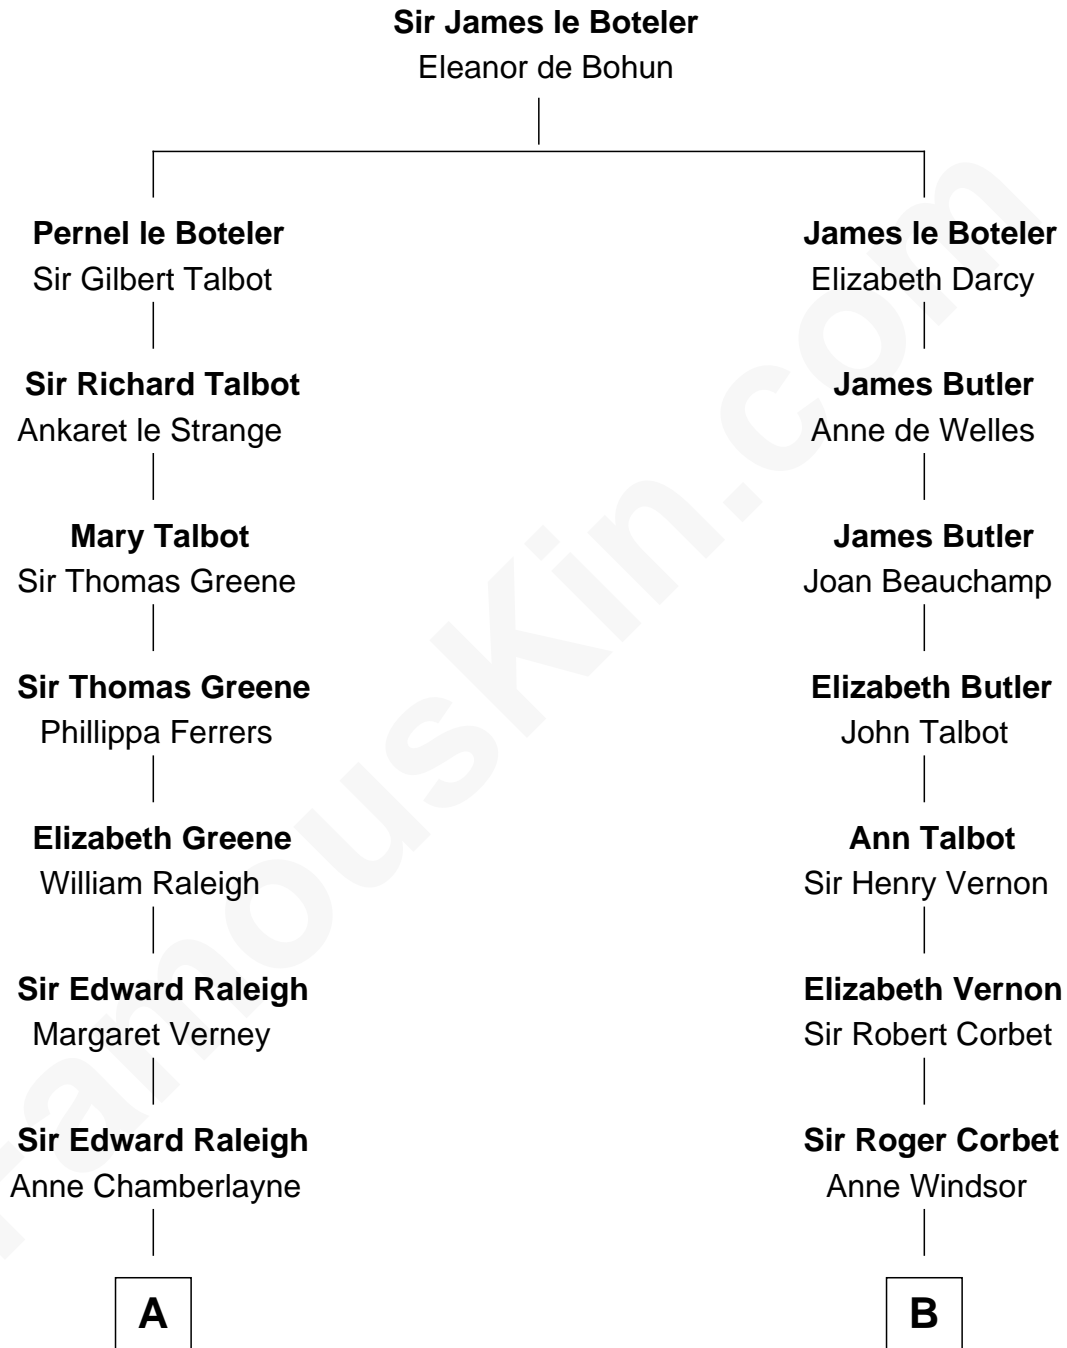 Sir James le Boteler
Eleanor de Bohun
Pernel le Boteler
Sir Gilbert Talbot
James le Boteler
Elizabeth Darcy
Sir Richard Talbot
Ankaret le Strange
James Butler
Anne de Welles
Mary Talbot
Sir Thomas Greene
James Butler
Joan Beauchamp
Sir Thomas Greene
Phillippa Ferrers
Elizabeth Butler
John Talbot
Elizabeth Greene
William Raleigh
Ann Talbot
Sir Henry Vernon
Sir Edward Raleigh
Margaret Verney
Elizabeth Vernon
Sir Robert Corbet
Sir Edward Raleigh
Anne Chamberlayne
Sir Roger Corbet
Anne Windsor
A
B
FamousKin.com